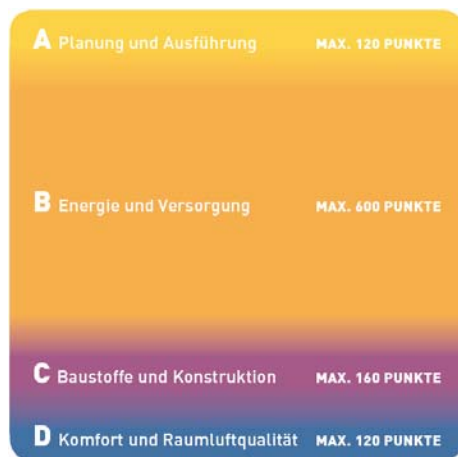 A Planung und Ausführung MAX. 120 PUNKTE
B Energie und Versorgung MAX. 600 PUNKTE
C Baustoffe und Konstruktion MAX. 160 PUNKTE
D Komfort und Raumluftqualität MAX. 120 PUNKTE